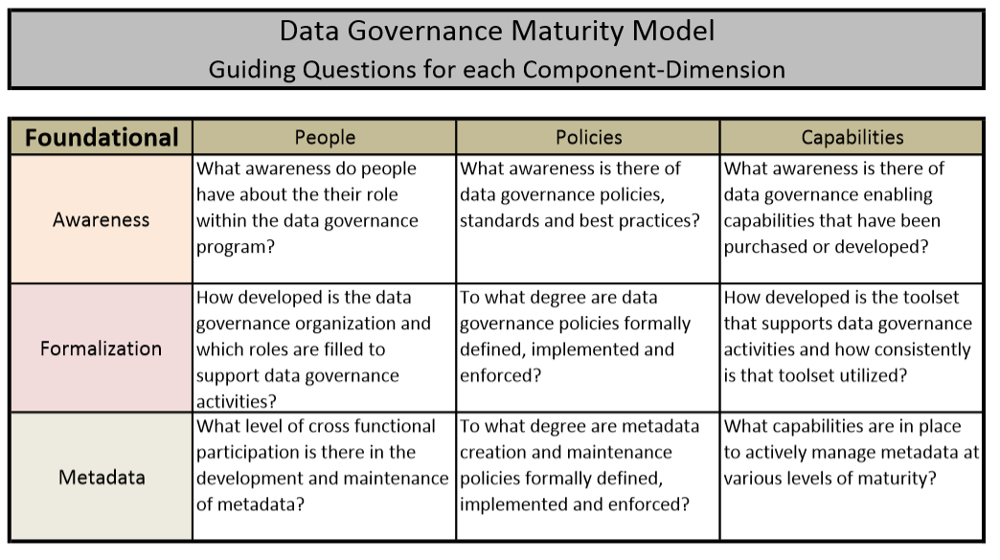 Data Governance Maturity Model
Guiding Questions for each Component-Dimension
Foundational
People
Policies
Capabilities
Awareness
What awareness do people
have about the their role
within the data governance
program?
What awareness is there of
data governance policies,
standards and best practices?
What awareness is there of
data governance enabling
capabilities that have been
purchased or developed?
Formalization
How developed is the data
governance organization and
which roles are filled to
support data governance
activities?
To what degree are data
governance policies formally
defined, implemented and
enforced?
How developed is the toolset
that supports data governance
activities and how consistently
is that toolset utilized?
Metadata
What level of cross functional
participation is there in the
development and maintenance
of metadata?
To what degree are metadata
creation and maintenance
policies formally defined,
implemented and enforced?
What capabilities are in place
to actively manage metadata at
various levels of maturity?